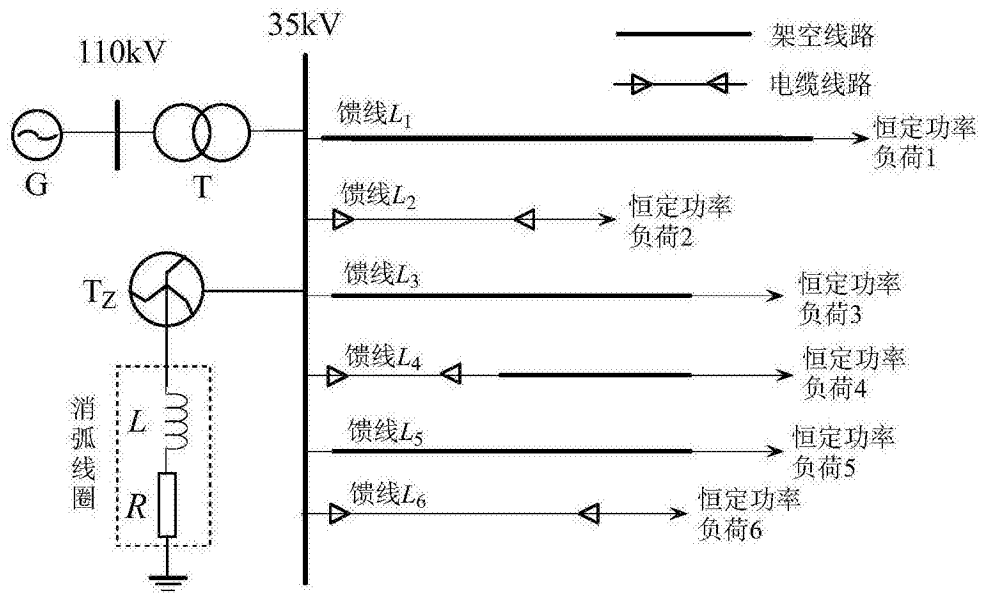 35kV
110kV
架空线路
电缆线路
G
T
馈线L1
恒定功率
负荷1
馈线L2
恒定功率
负荷2
TZ
馈线L3
恒定功率
负荷3
馈线L4
恒定功率
负荷4
消弧线圈
L
R
馈线L5
恒定功率
负荷5
馈线L6
恒定功率
负荷6